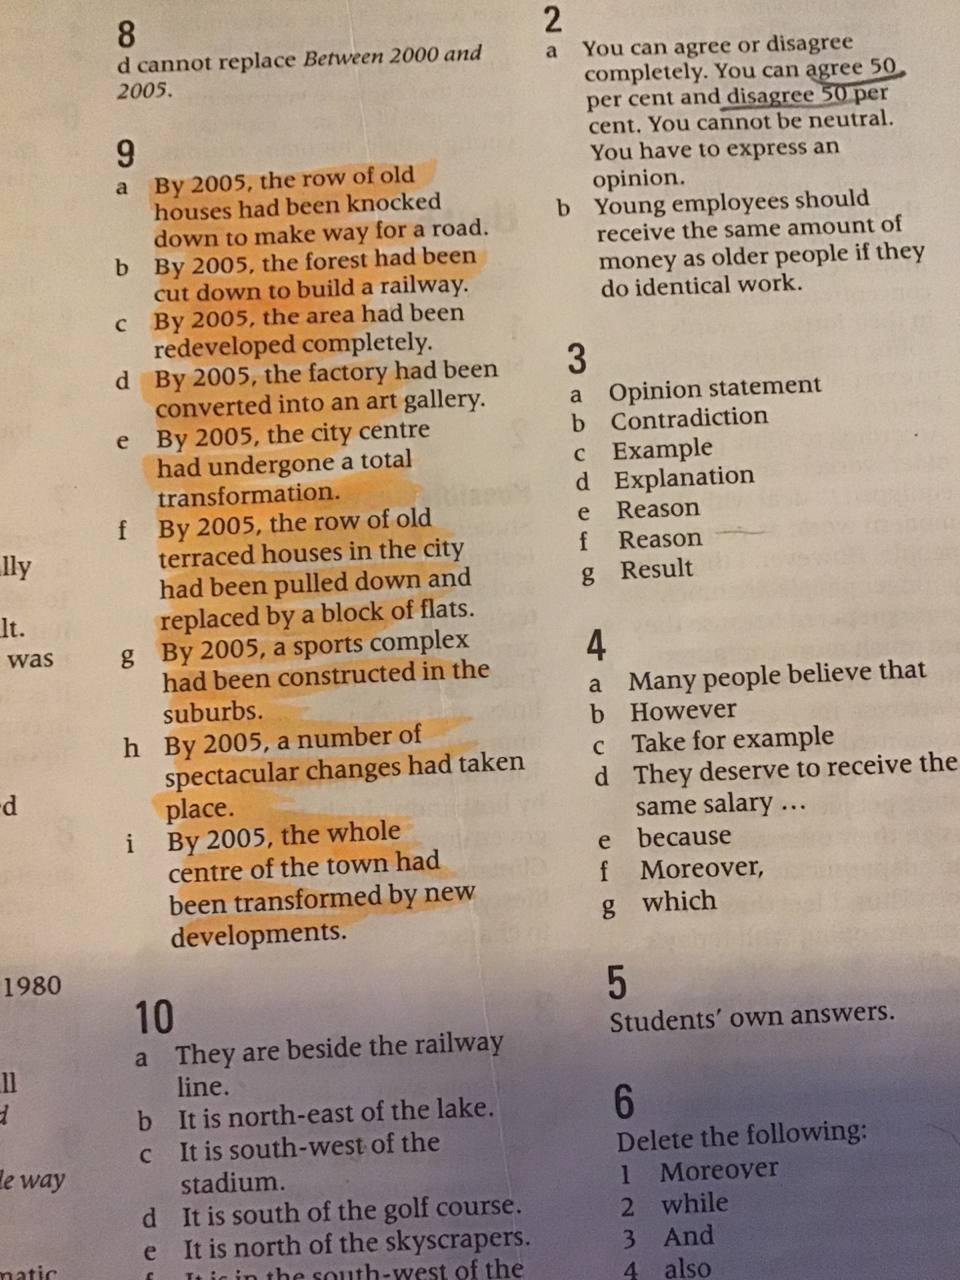 lly
lt.
was
d
1980
ll
le way
8
d cannot replace Between 2000 and
2005.
9
a By 2005, the row of old
houses had been knocked
down to make way for a road.
b By 2005, the forest had been
cut down to build a railway.
c By 2005, the area had been
redeveloped completely.
d By 2005, the factory had been
converted into an art gallery.
e By 2005, the city centre
had undergone a total
transformation.
f By 2005, the row of old
terraced houses in the city
had been pulled down and
replaced by a block of flats.
g By 2005, a sports complex
had been constructed in the
suburbs.
h By 2005, a number of
spectacular changes had taken
place.
i By 2005, the whole
centre of the town had
been transformed by new
developments.
10
a They are beside the railway
line.
b It is north-east of the lake.
c It is south-west of the
stadium.
d It is south of the golf course.
e It is north of the skyscrapers.
f It is in the south-west of the
2
a You can agree or disagree
completely. You can agree 50
per cent and disagree 50 per
cent. You cannot be neutral.
You have to express an
opinion.
b Young employees should
receive the same amount of
money as older people if they
do identical work.
3
a Opinion statement
b Contradiction
c Example
d Explanation
e Reason
f Reason
g Result
4
a Many people believe that
b However
c Take for example
d They deserve to receive the
same salary ...
e because
f Moreover,
g which
5
Students' own answers.
6
Delete the following:
1 Moreover
2 while
3 And
4 also